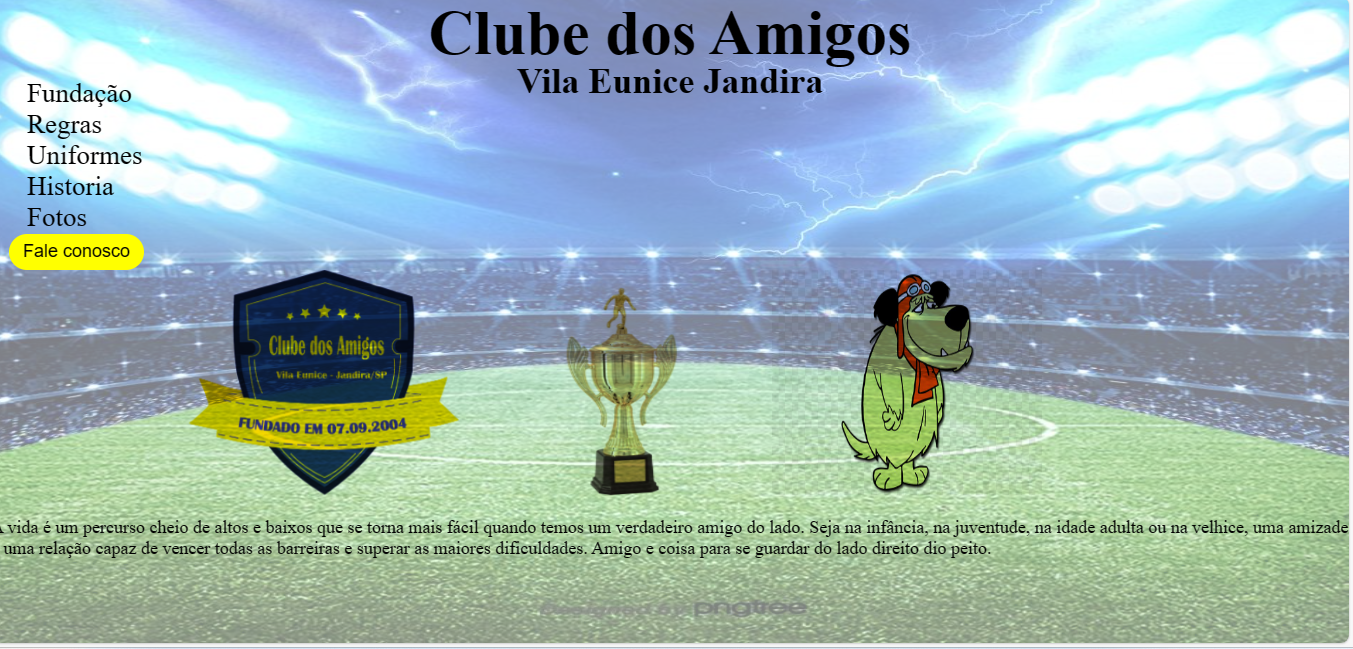 Clube dos Amigos
Vila Eunice Jandira
Fundação
Regras
Uniformes
Historia
Fotos
Fale conosco
Clube dos Amigos
Vila Eunice - Jandira/SP
FUNDADO EM 07.09.2004
A vida é um percurso cheio de altos e baixos que se torna mais fácil quando temos um verdadeiro amigo do lado. Seja na infância, na juventude, na idade adulta ou na velhice, uma amizade
uma relação capaz de vencer todas as barreiras e superar as maiores dificuldades. Amigo e coisa para se guardar do lado direito dio peito.
Designed by pngtree